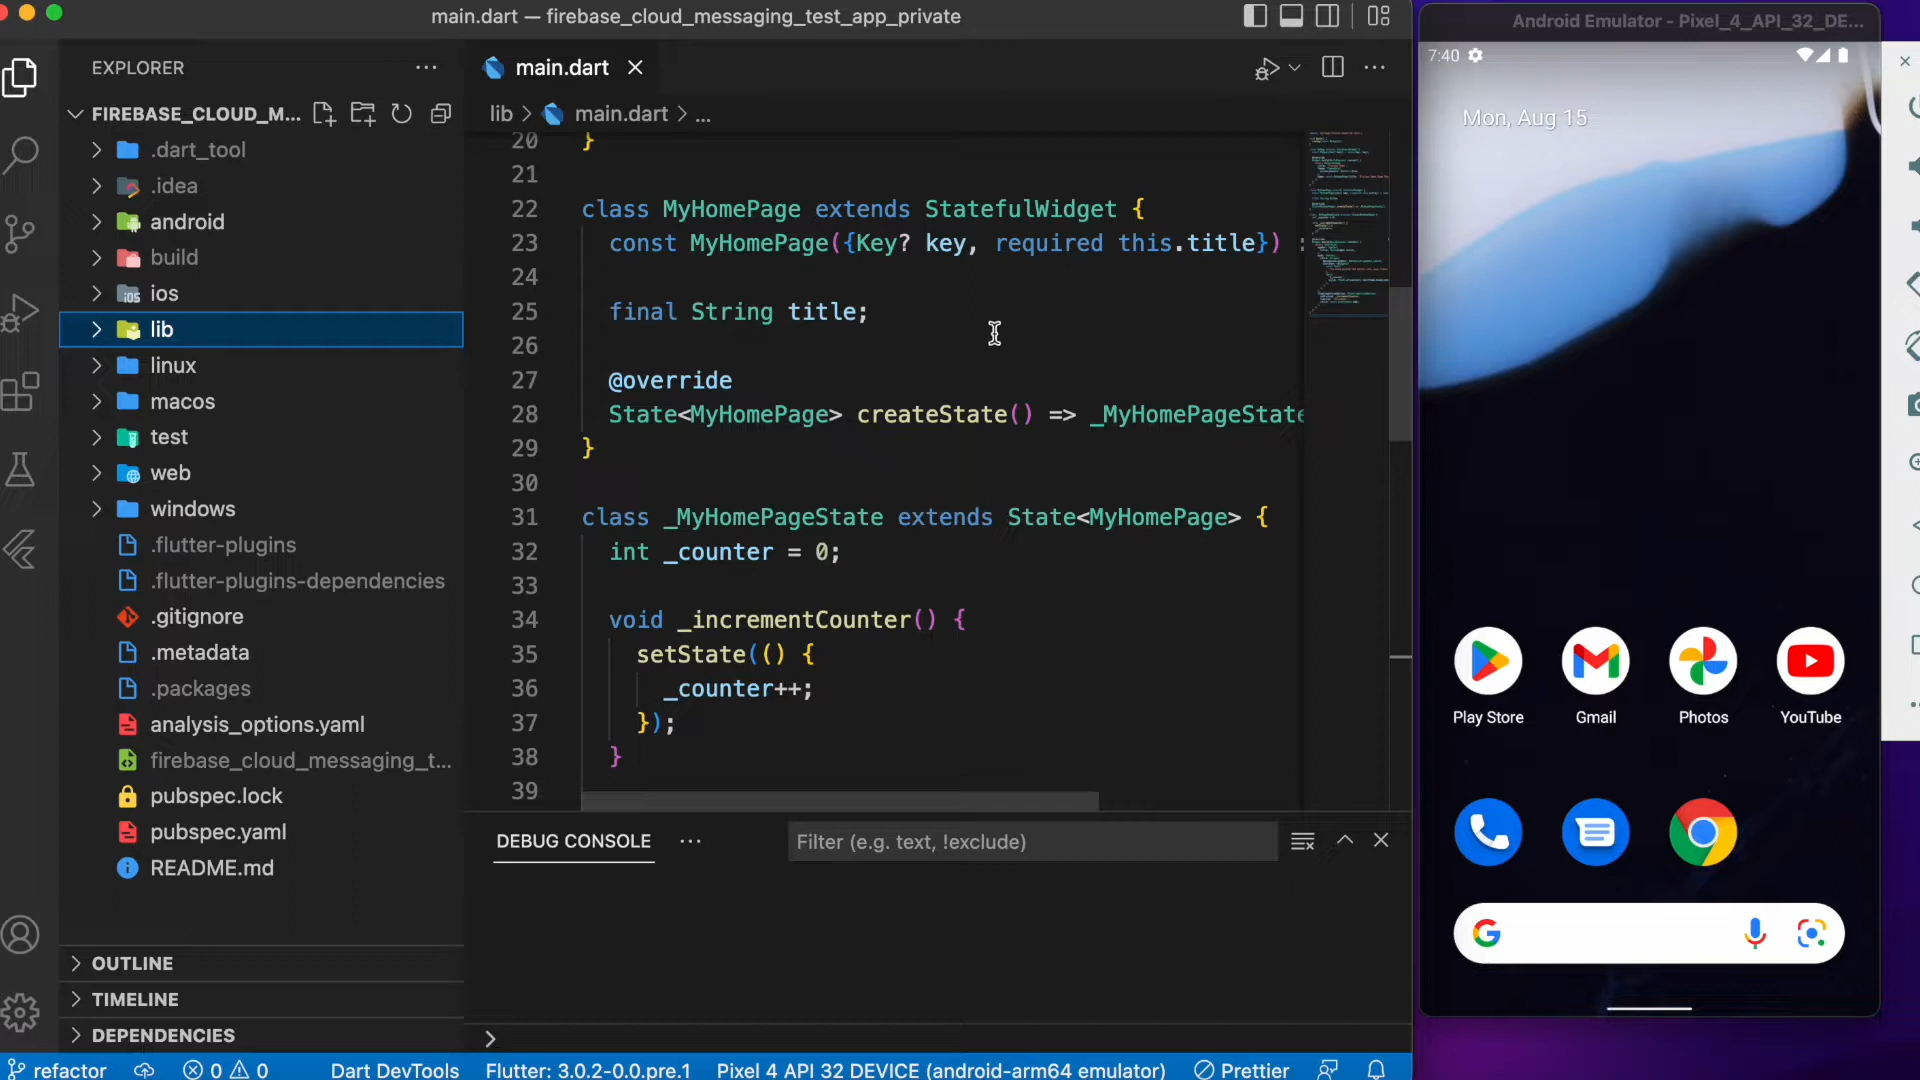 main.dart — firebase_cloud_messaging_test_app_private
EXPLORER
FIREBASE_CLOUD_M...
.dart_tool
.idea
android
build
ios
lib
linux
macos
test
web
windows
.flutter-plugins
.flutter-plugins-dependencies
.gitignore
.metadata
.packages
analysis_options.yaml
firebase_cloud_messaging_t...
pubspec.lock
pubspec.yaml
README.md
OUTLINE
TIMELINE
DEPENDENCIES
main.dart
lib > main.dart > ...
20 }
21
22 class MyHomePage extends StatefulWidget {
23 const MyHomePage({Key? key, required this.title}) :
24
25 final String title;
26
27 @override
28 State<MyHomePage> createState() => _MyHomePageState
29 }
30
31 class _MyHomePageState extends State<MyHomePage> {
32 int _counter = 0;
33
34 void _incrementCounter() {
35 setState(() {
36 _counter++;
37 });
38 }
39
DEBUG CONSOLE
Filter (e.g. text, !exclude)
refactor 0 0 Dart DevTools Flutter: 3.0.2-0.0.pre.1 Pixel 4 API 32 DEVICE (android-arm64 emulator) Prettier
Android Emulator - Pixel_4_API_32_DE...
7:40
Mon, Aug 15
Play Store Gmail Photos YouTube